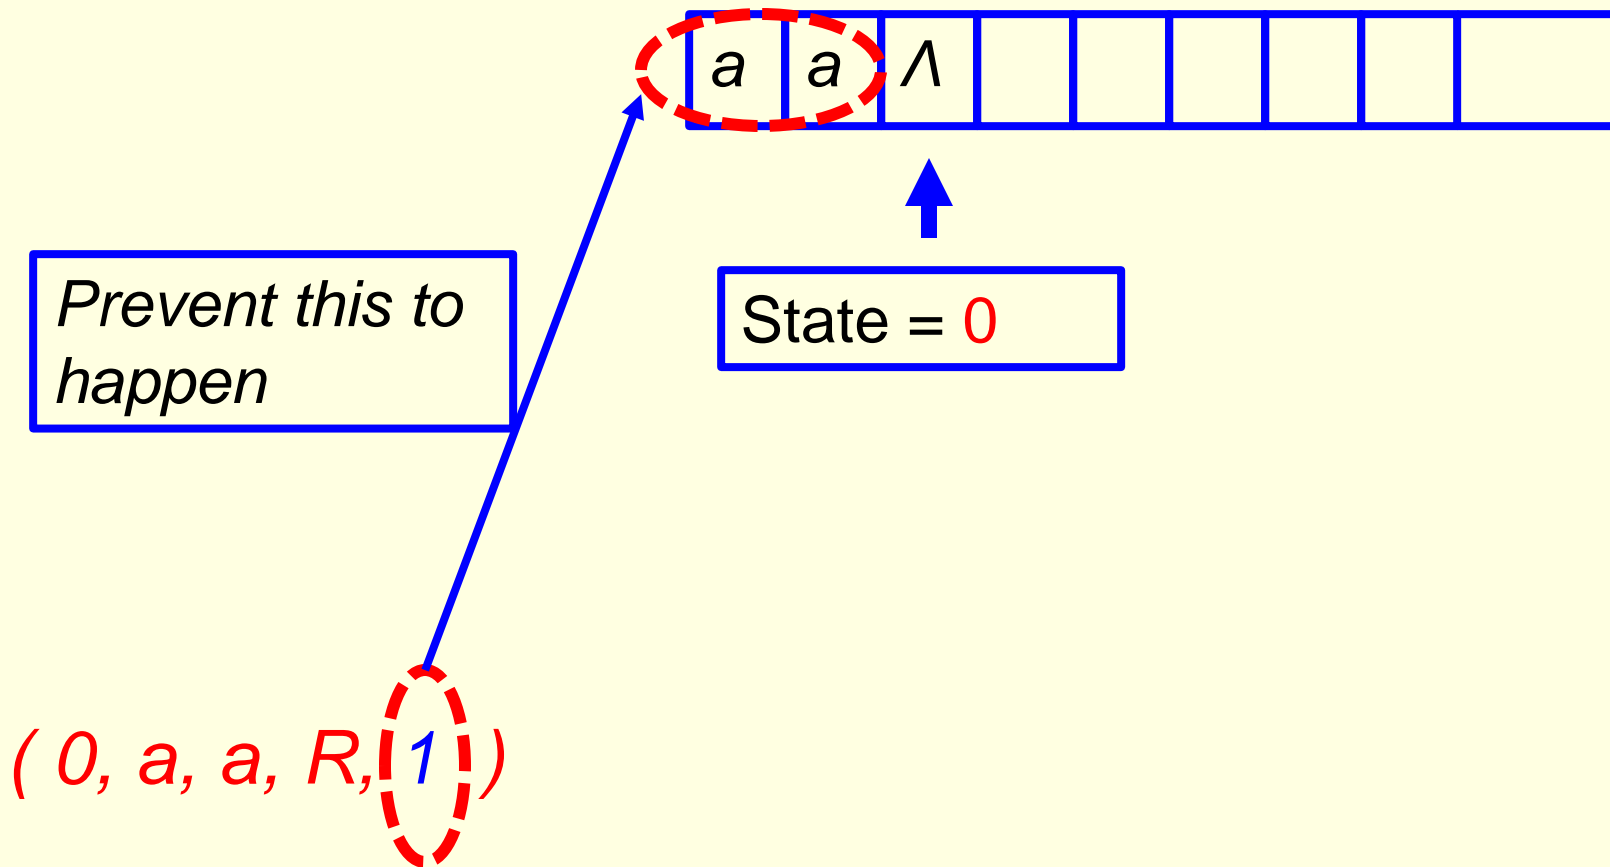 a a Λ
Prevent this to
happen
State = 0
( 0, a, a, R, 1 )